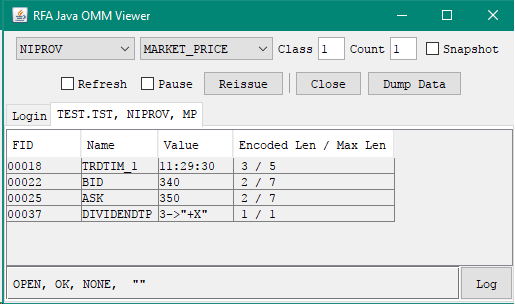 RFA Java OMM Viewer
NIPROV MARKET_PRICE Class 1 Count 1 Snapshot
Refresh Pause Reissue Close Dump Data
Login TEST.TST, NIPROV, MP
FID Name Value Encoded Len / Max Len
00018 TRDTIM_1 11:29:30 3 / 5
00022 BID 340 2 / 7
00025 ASK 350 2 / 7
00037 DIVIDENDTP 3->"+X" 1 / 1
OPEN, OK, NONE, "" Log